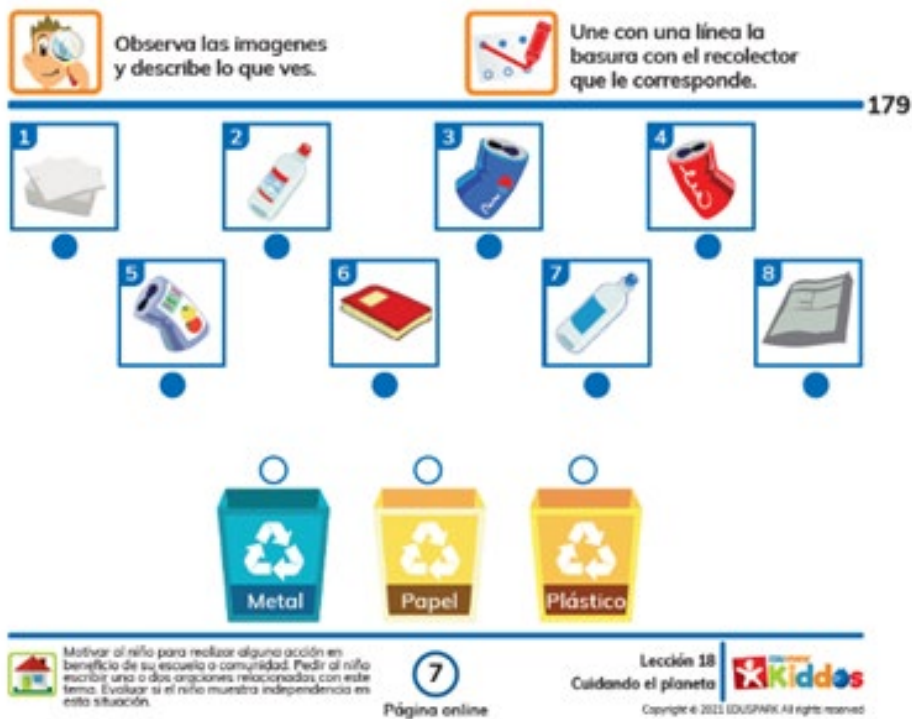 Observa las imagenes
y describe lo que ves.
Une con una línea la
basura con el recolector
que le corresponde.
179
1
2
3
4
5
6
7
8
Metal
Papel
Plástico
Motivar al niño para realizar alguna acción en
beneficio de su escuela o comunidad. Pedir al niño
escribir una o dos oraciones relacionadas con este
tema. Evaluar si el niño muestra independencia en
esta situación.
7
Página online
Lección 18
Cuidando el planeta
Kiddos
Copyright © 2021 EDUSPARK All rights reserved